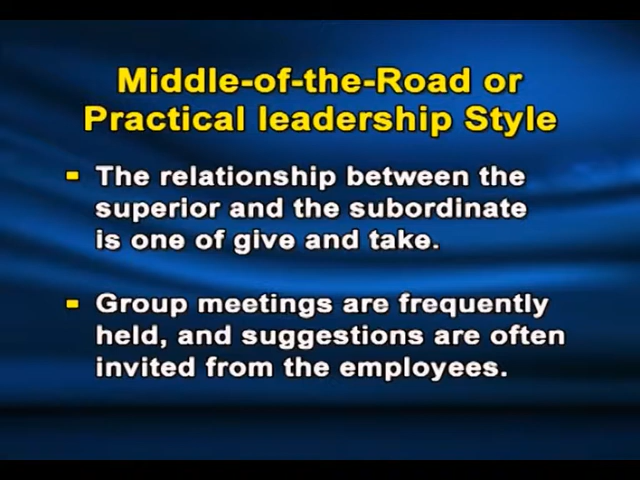 Middle-of-the-Road or
Practical leadership Style
The relationship between the
superior and the subordinate
is one of give and take.
Group meetings are frequently
held, and suggestions are often
invited from the employees.